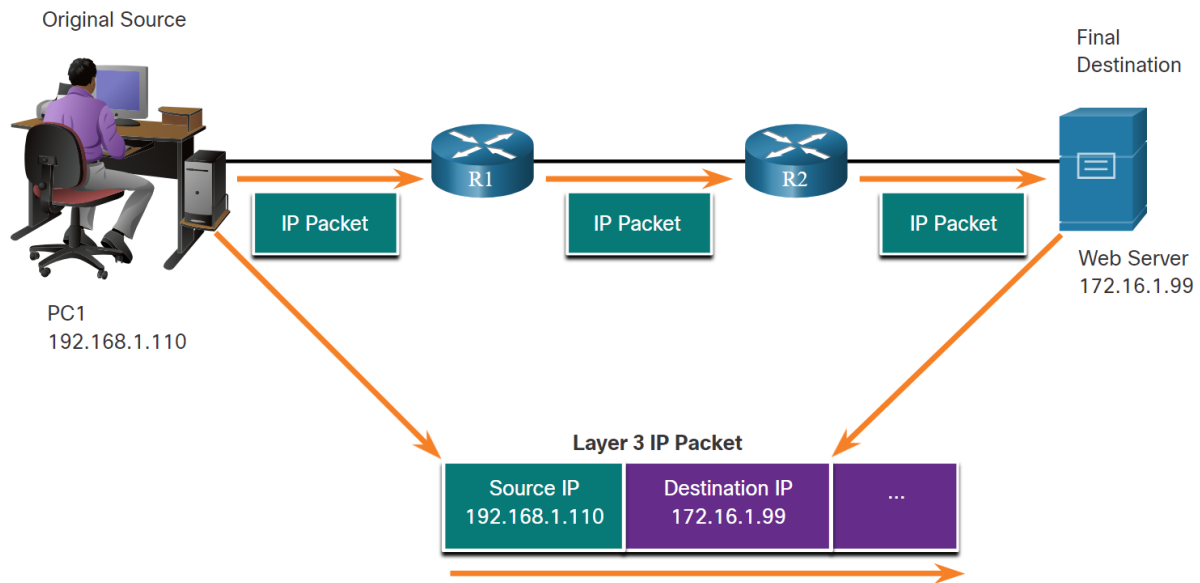 Original Source
Final
Destination
R1
R2
IP Packet
IP Packet
IP Packet
Web Server
172.16.1.99
PC1
192.168.1.110
Layer 3 IP Packet
Source IP
192.168.1.110
Destination IP
172.16.1.99
...